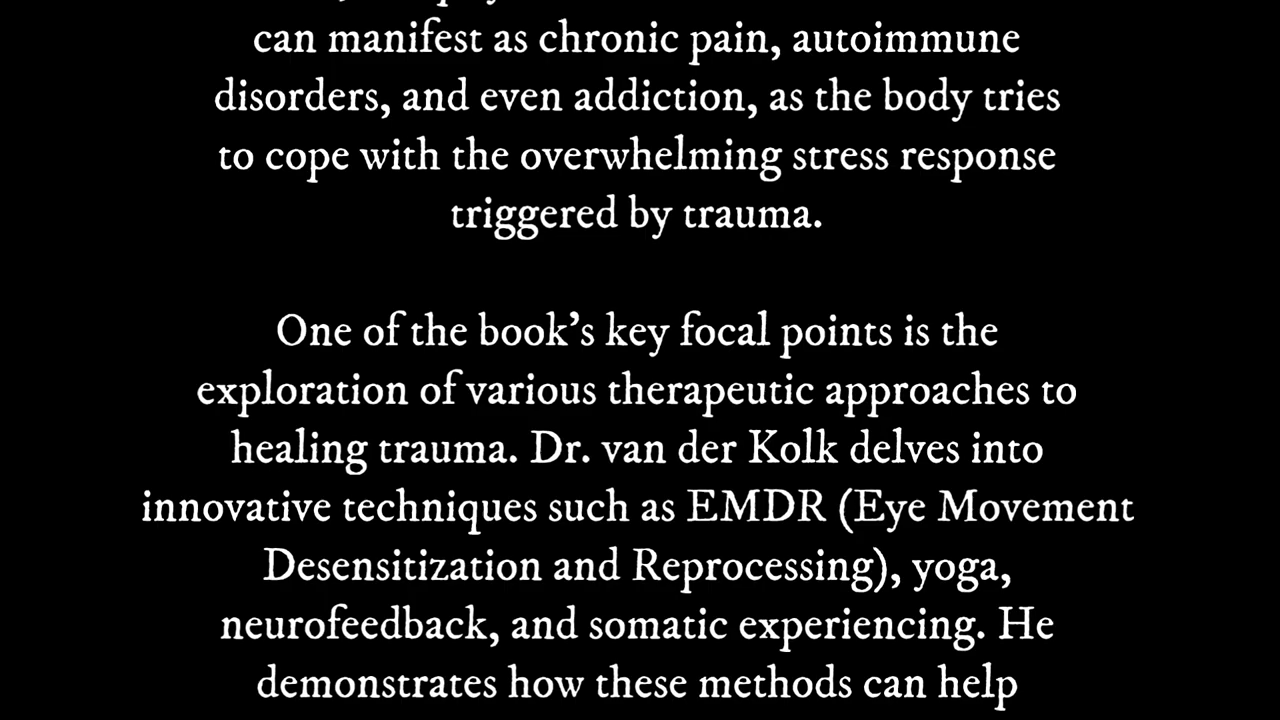 can manifest as chronic pain, autoimmune
disorders, and even addiction, as the body tries
to cope with the overwhelming stress response
triggered by trauma.
One of the book’s key focal points is the
exploration of various therapeutic approaches to
healing trauma. Dr. van der Kolk delves into
innovative techniques such as EMDR (Eye Movement
Desensitization and Reprocessing), yoga,
neurofeedback, and somatic experiencing. He
demonstrates how these methods can help